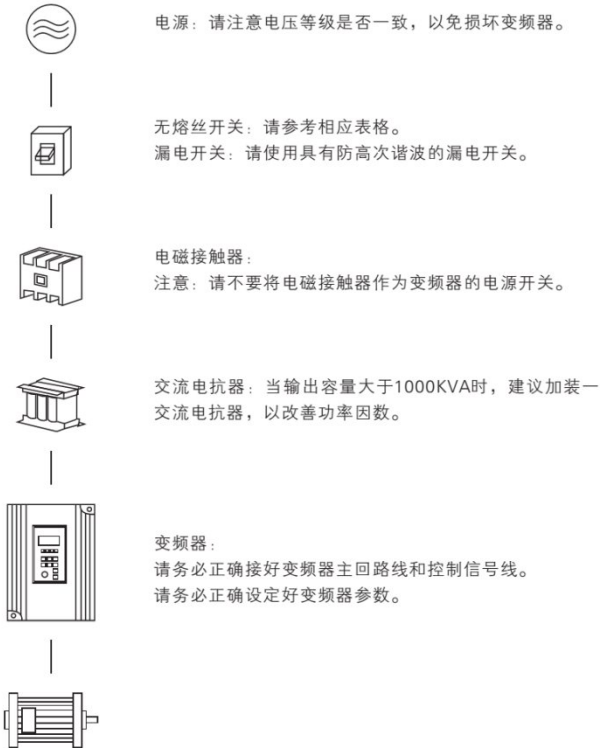 电源：请注意电压等级是否一致，以免损坏变频器。
无熔丝开关：请参考相应表格。
漏电开关：请使用具有防高次谐波的漏电开关。
电磁接触器：
注意：请不要将电磁接触器作为变频器的电源开关。
交流电抗器：当输出容量大于1000KVA时，建议加装一
交流电抗器，以改善功率因数。
变频器：
请务必正确接好变频器主回路线和控制信号线。
请务必正确设定好变频器参数。